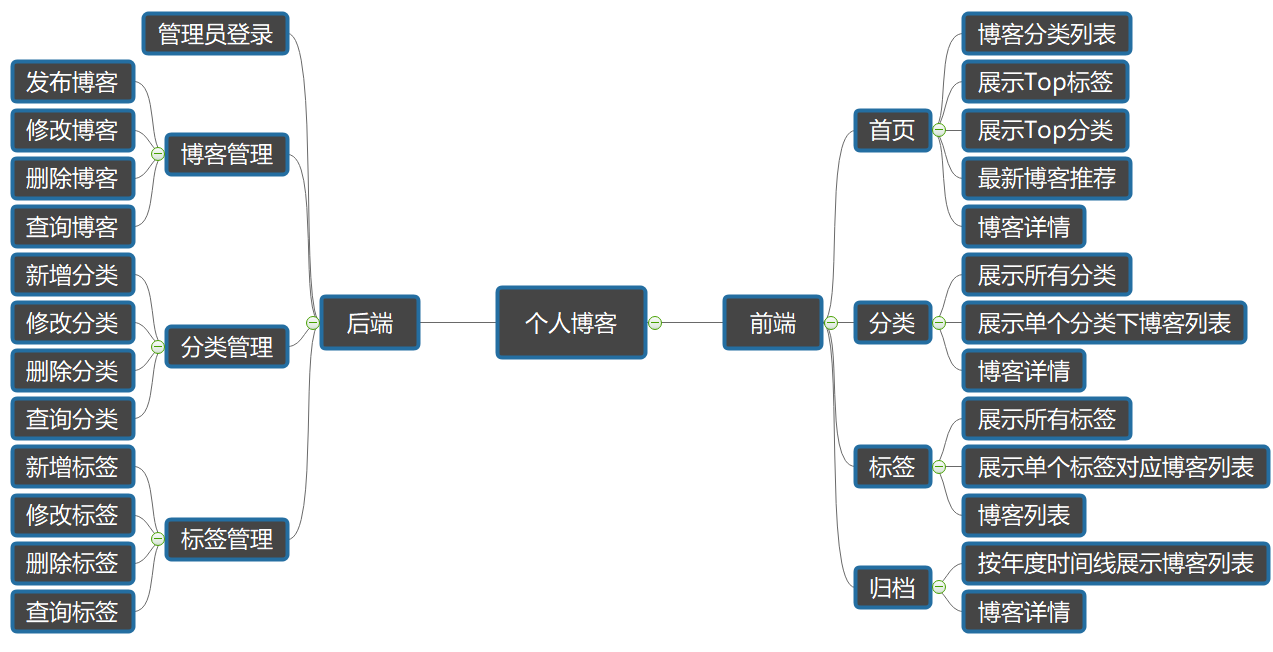 个人博客
后端
管理员登录
博客管理
发布博客
修改博客
删除博客
查询博客
分类管理
新增分类
修改分类
删除分类
查询分类
标签管理
新增标签
修改标签
删除标签
查询标签
前端
首页
博客分类列表
展示Top标签
展示Top分类
最新博客推荐
博客详情
分类
展示所有分类
展示单个分类下博客列表
博客详情
标签
展示所有标签
展示单个标签对应博客列表
博客列表
归档
按年度时间线展示博客列表
博客详情